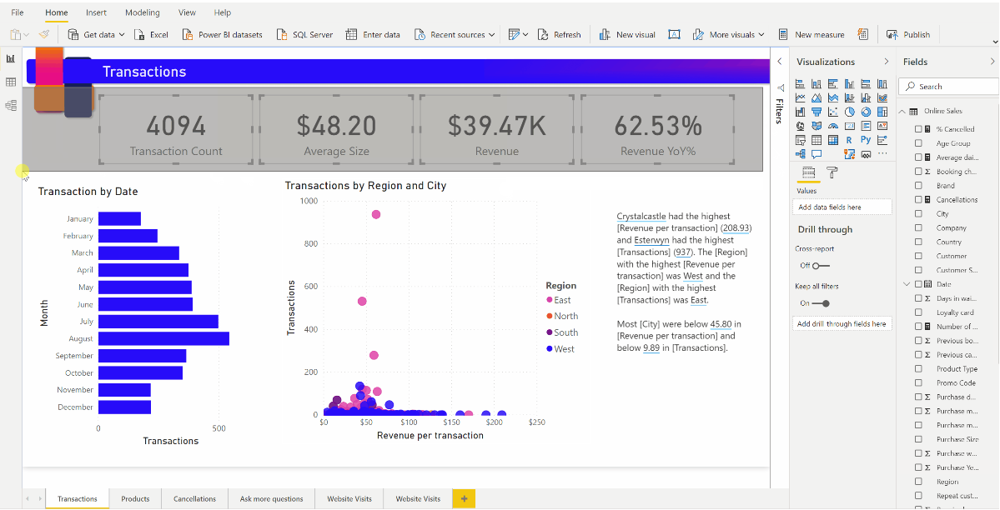 File Home Insert Modeling View Help
Get data Excel Power BI datasets SQL Server Enter data Recent sources Refresh New visual More visuals New measure Publish
Transactions
4094 $48.20 $39.47K 62.53%
Transaction Count Average Size Revenue Revenue YoY%
Transaction by Date
January
February
March
April
May
June
July
August
September
October
November
December
Month
0 500
Transactions
Transactions by Region and City
1000
800
600
400
200
0
Transactions
$0 $50 $100 $150 $200 $250
Revenue per transaction
Region
East
North
South
West
Crystalcastle had the highest
[Revenue per transaction] (208.93)
and Esterwyn had the highest
[Transactions] (937). The [Region]
with the highest [Revenue per
transaction] was West and the
[Region] with the highest
[Transactions] was East.
Most [City] were below 45.80 in
[Revenue per transaction] and
below 9.89 in [Transactions].
Filters
Visualizations
R Py
Values
Add data fields here
Drill through
Cross-report
Off
Keep all filters
On
Add drill through fields here
Fields
Search
Online Sales
% Cancelled
Age Group
Average dai...
Booking ch...
Brand
Cancellations
City
Company
Country
Customer
Customer S...
Date
Days in wai...
Loyalty card
Number of ...
Previous bo...
Previous ca...
Product Type
Promo Code
Purchase d...
Purchase m...
Purchase m...
Purchase Size
Purchase w...
Purchase Ye...
Region
Repeat cust...
Transactions Products Cancellations Ask more questions Website Visits Website Visits +